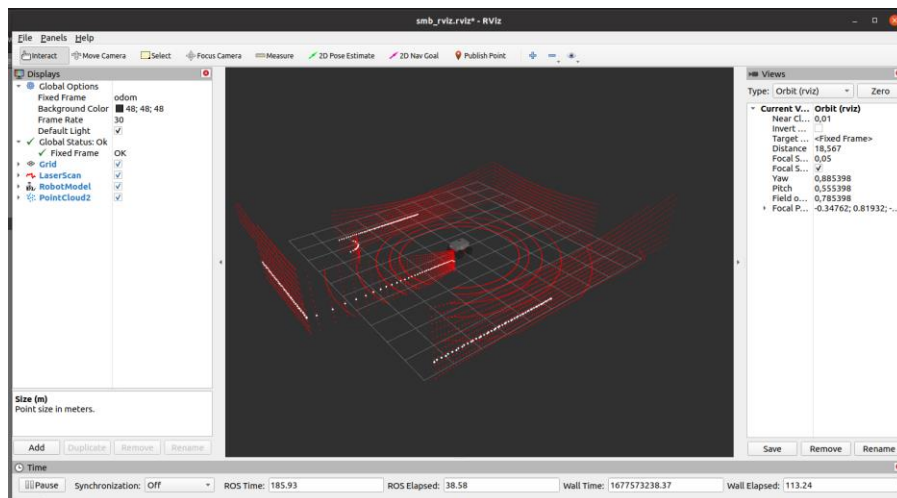 smb_rviz.rviz* - RViz
File Panels Help
Interact Move Camera Select Focus Camera Measure 2D Pose Estimate 2D Nav Goal Publish Point
Displays
Global Options
Fixed Frame odom
Background Color 48; 48; 48
Frame Rate 30
Default Light
Global Status: Ok
Fixed Frame OK
Grid
LaserScan
RobotModel
PointCloud2
Size (m)
Point size in meters.
Add Duplicate Remove Rename
Views
Type: Orbit (rviz) Zero
Current V... Orbit (rviz)
Near Cl... 0,01
Invert ...
Target ... <Fixed Frame>
Distance 18,567
Focal S... 0,05
Focal S...
Yaw 0,885398
Pitch 0,555398
Field o... 0,785398
Focal P... -0.34762; 0.81932; -...
Save Remove Rename
Time
Pause Synchronization: Off ROS Time: 185.93 ROS Elapsed: 38.58 Wall Time: 1677573238.37 Wall Elapsed: 113.24